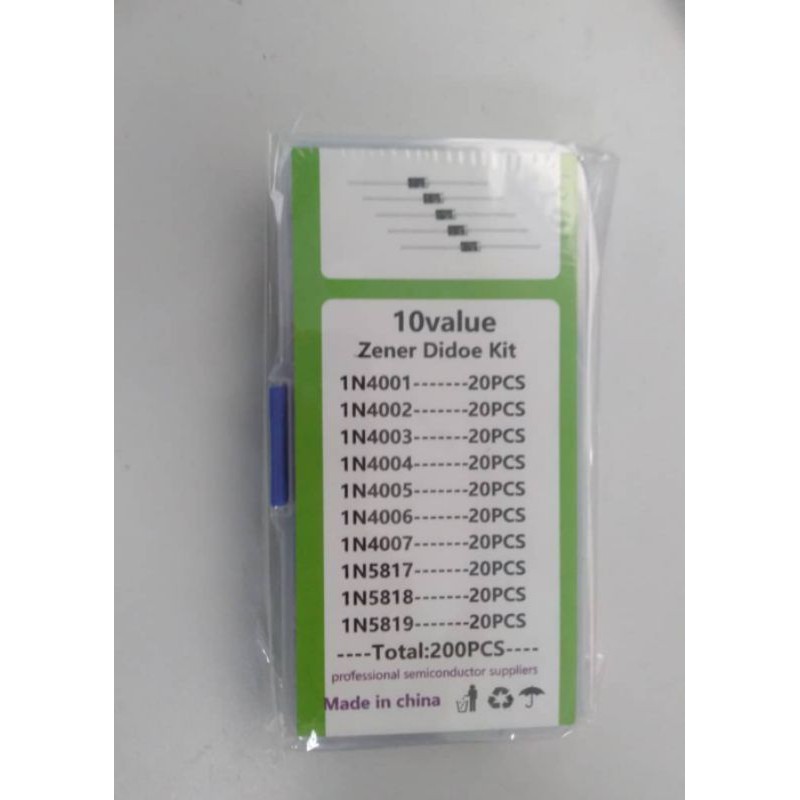 10value
Zener Didoe Kit
1N4001-------20PCS
1N4002-------20PCS
1N4003-------20PCS
1N4004-------20PCS
1N4005-------20PCS
1N4006-------20PCS
1N4007-------20PCS
1N5817-------20PCS
1N5818-------20PCS
1N5819-------20PCS
----Total:200PCS----
professional semiconductor suppliers
Made in china